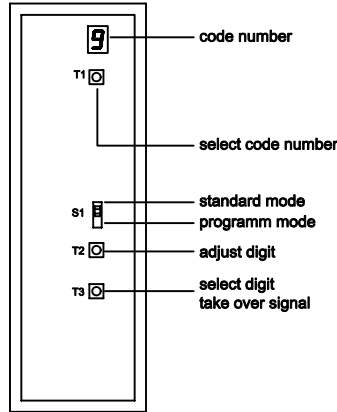 9 code number
T1
select code number
standard mode
S1
programm mode
T2 adjust digit
T3 select digit
take over signal